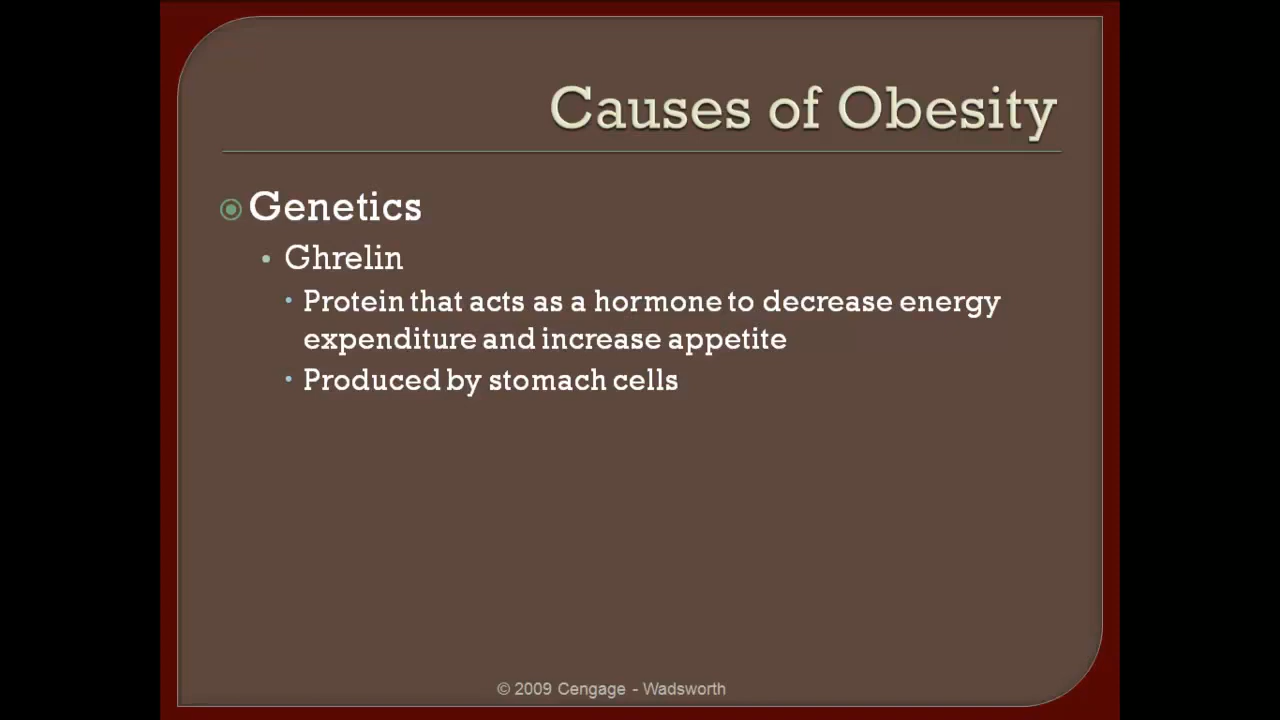 Causes of Obesity
Genetics
Ghrelin
Protein that acts as a hormone to decrease energy
expenditure and increase appetite
Produced by stomach cells
© 2009 Cengage - Wadsworth